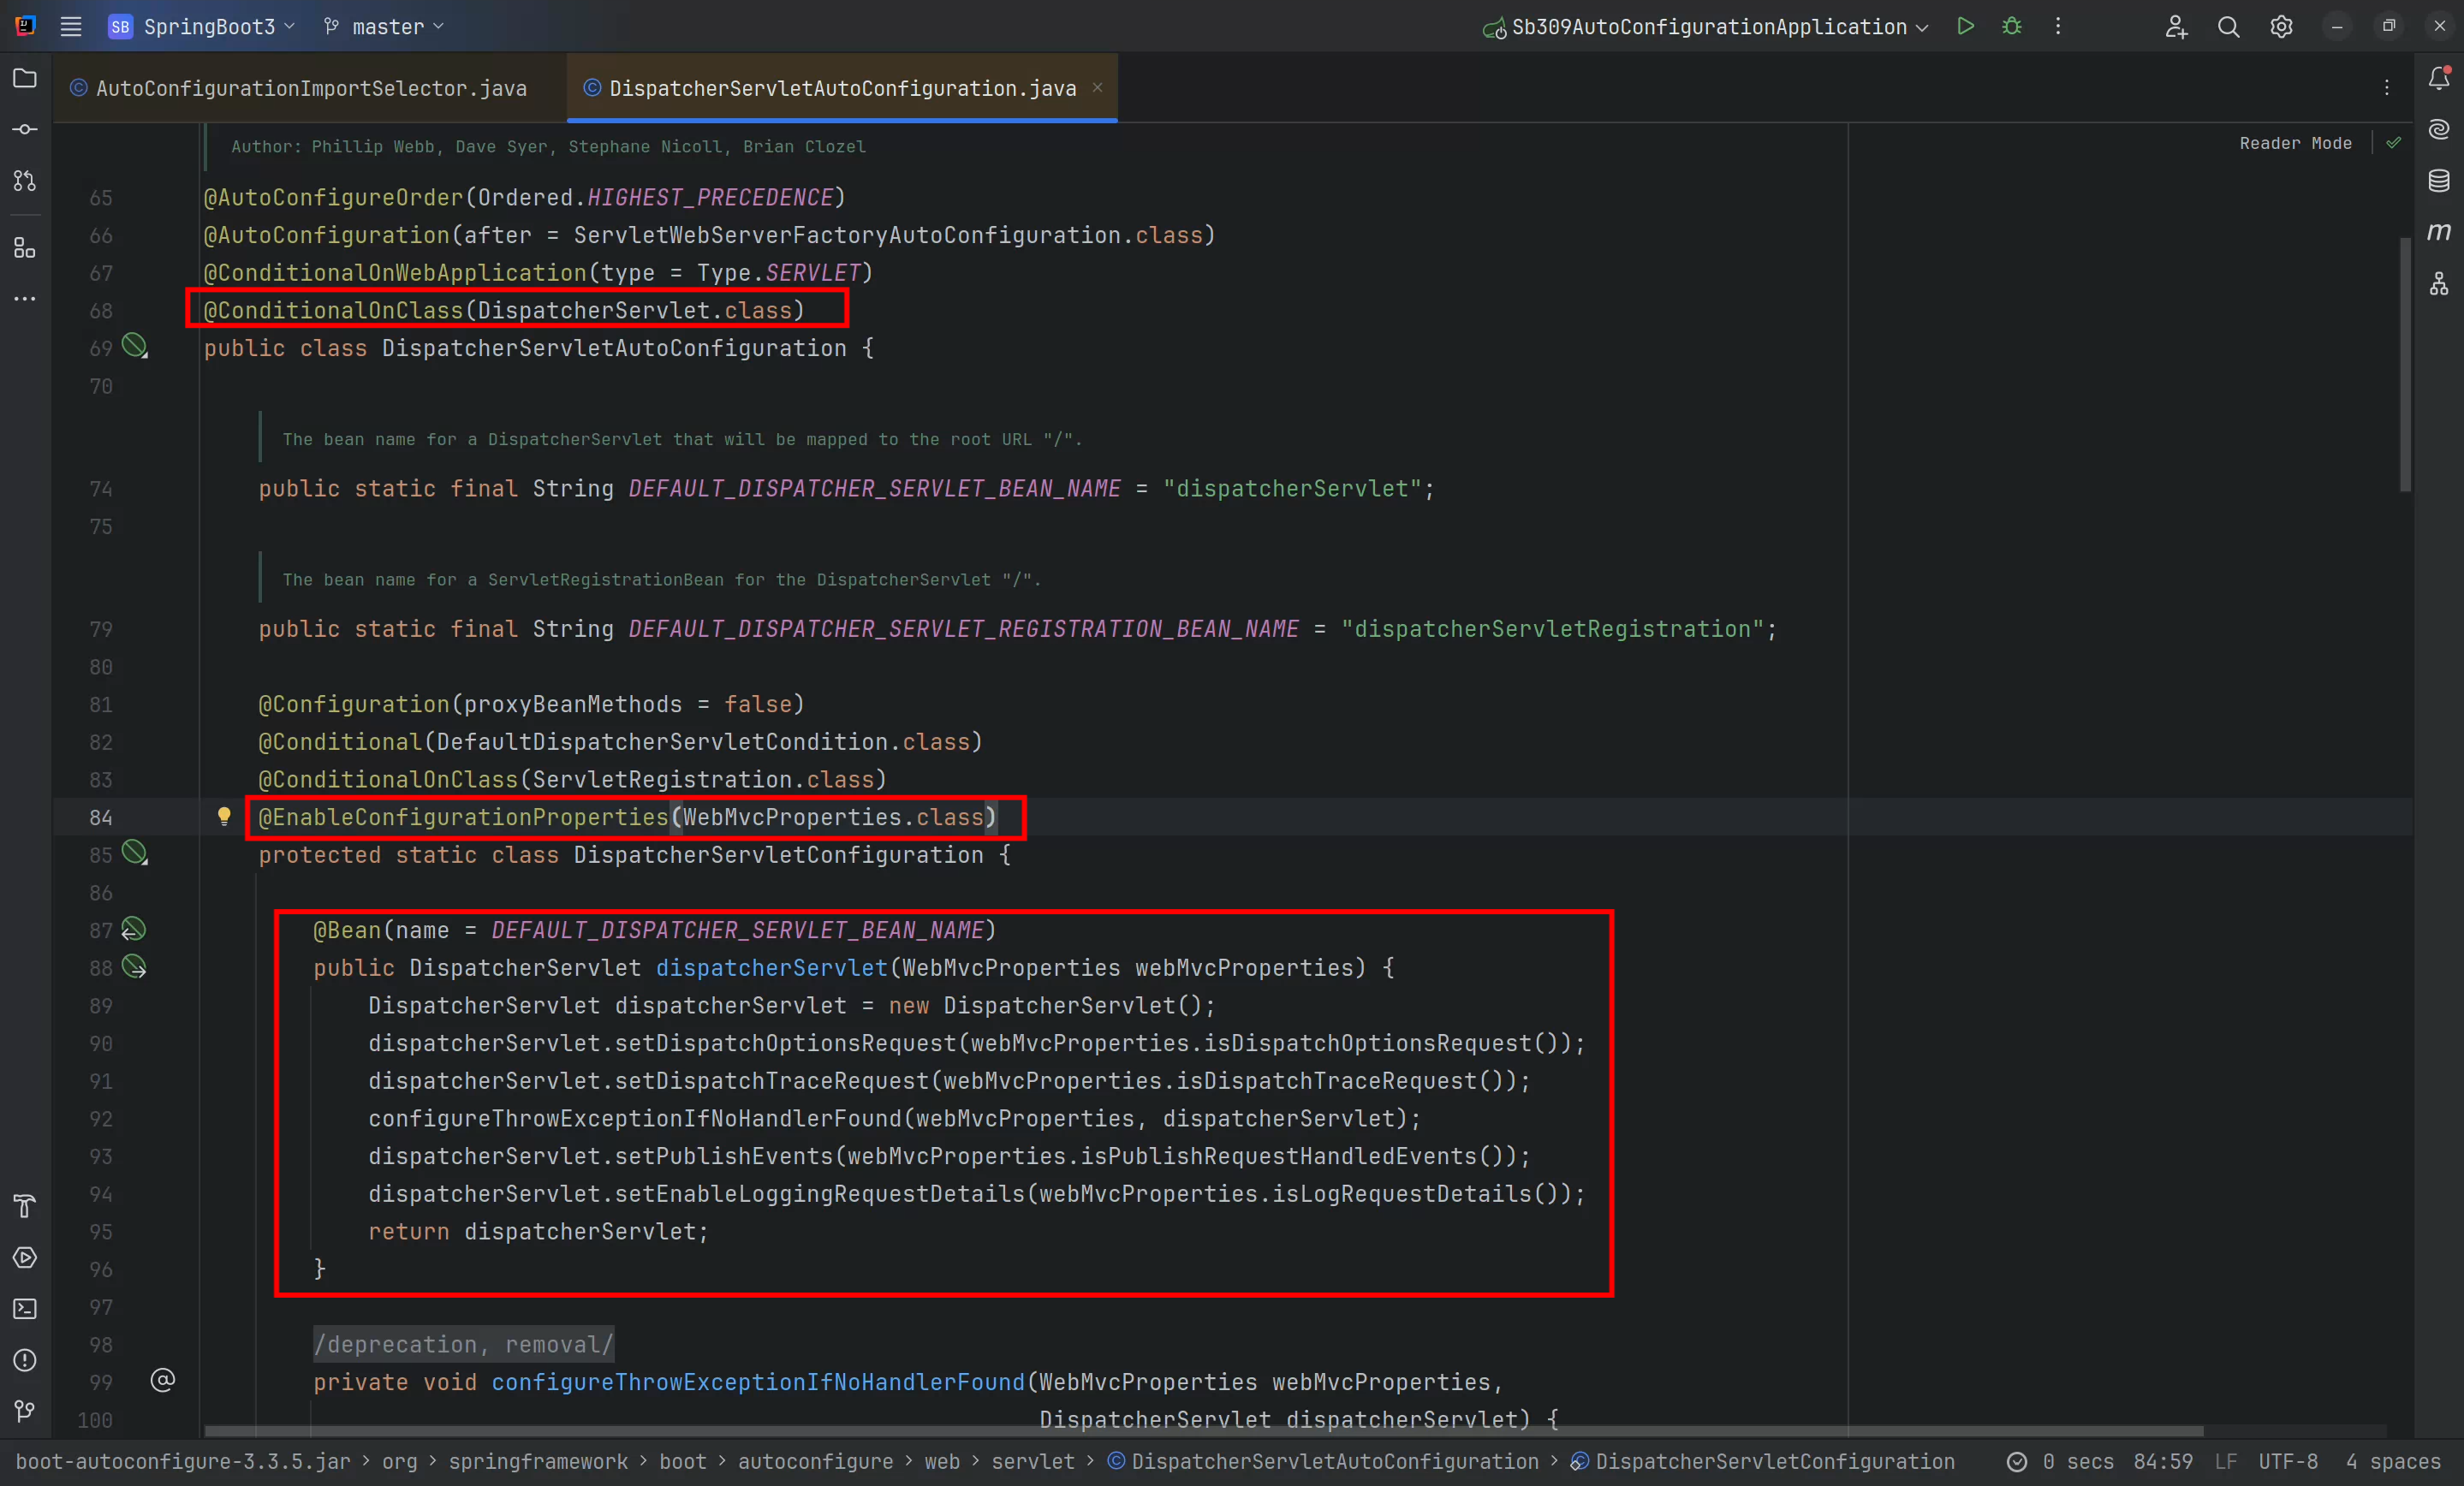 SB SpringBoot3 master Sb309AutoConfigurationApplication
AutoConfigurationImportSelector.java DispatcherServletAutoConfiguration.java
Author: Phillip Webb, Dave Syer, Stephane Nicoll, Brian Clozel
Reader Mode
65 @AutoConfigureOrder(Ordered.HIGHEST_PRECEDENCE)
66 @AutoConfiguration(after = ServletWebServerFactoryAutoConfiguration.class)
67 @ConditionalOnWebApplication(type = Type.SERVLET)
68 @ConditionalOnClass(DispatcherServlet.class)
69 public class DispatcherServletAutoConfiguration {
70
The bean name for a DispatcherServlet that will be mapped to the root URL "/".
74 public static final String DEFAULT_DISPATCHER_SERVLET_BEAN_NAME = "dispatcherServlet";
75
The bean name for a ServletRegistrationBean for the DispatcherServlet "/".
79 public static final String DEFAULT_DISPATCHER_SERVLET_REGISTRATION_BEAN_NAME = "dispatcherServletRegistration";
80
81 @Configuration(proxyBeanMethods = false)
82 @Conditional(DefaultDispatcherServletCondition.class)
83 @ConditionalOnClass(ServletRegistration.class)
84 @EnableConfigurationProperties(WebMvcProperties.class)
85 protected static class DispatcherServletConfiguration {
86
87 @Bean(name = DEFAULT_DISPATCHER_SERVLET_BEAN_NAME)
88 public DispatcherServlet dispatcherServlet(WebMvcProperties webMvcProperties) {
89 DispatcherServlet dispatcherServlet = new DispatcherServlet();
90 dispatcherServlet.setDispatchOptionsRequest(webMvcProperties.isDispatchOptionsRequest());
91 dispatcherServlet.setDispatchTraceRequest(webMvcProperties.isDispatchTraceRequest());
92 configureThrowExceptionIfNoHandlerFound(webMvcProperties, dispatcherServlet);
93 dispatcherServlet.setPublishEvents(webMvcProperties.isPublishRequestHandledEvents());
94 dispatcherServlet.setEnableLoggingRequestDetails(webMvcProperties.isLogRequestDetails());
95 return dispatcherServlet;
96 }
97
98 /deprecation, removal/
99 private void configureThrowExceptionIfNoHandlerFound(WebMvcProperties webMvcProperties,
100 DispatcherServlet dispatcherServlet) {
boot-autoconfigure-3.3.5.jar › org › springframework › boot › autoconfigure › web › servlet › DispatcherServletAutoConfiguration › DispatcherServletConfiguration 0 secs 84:59 LF UTF-8 4 spaces